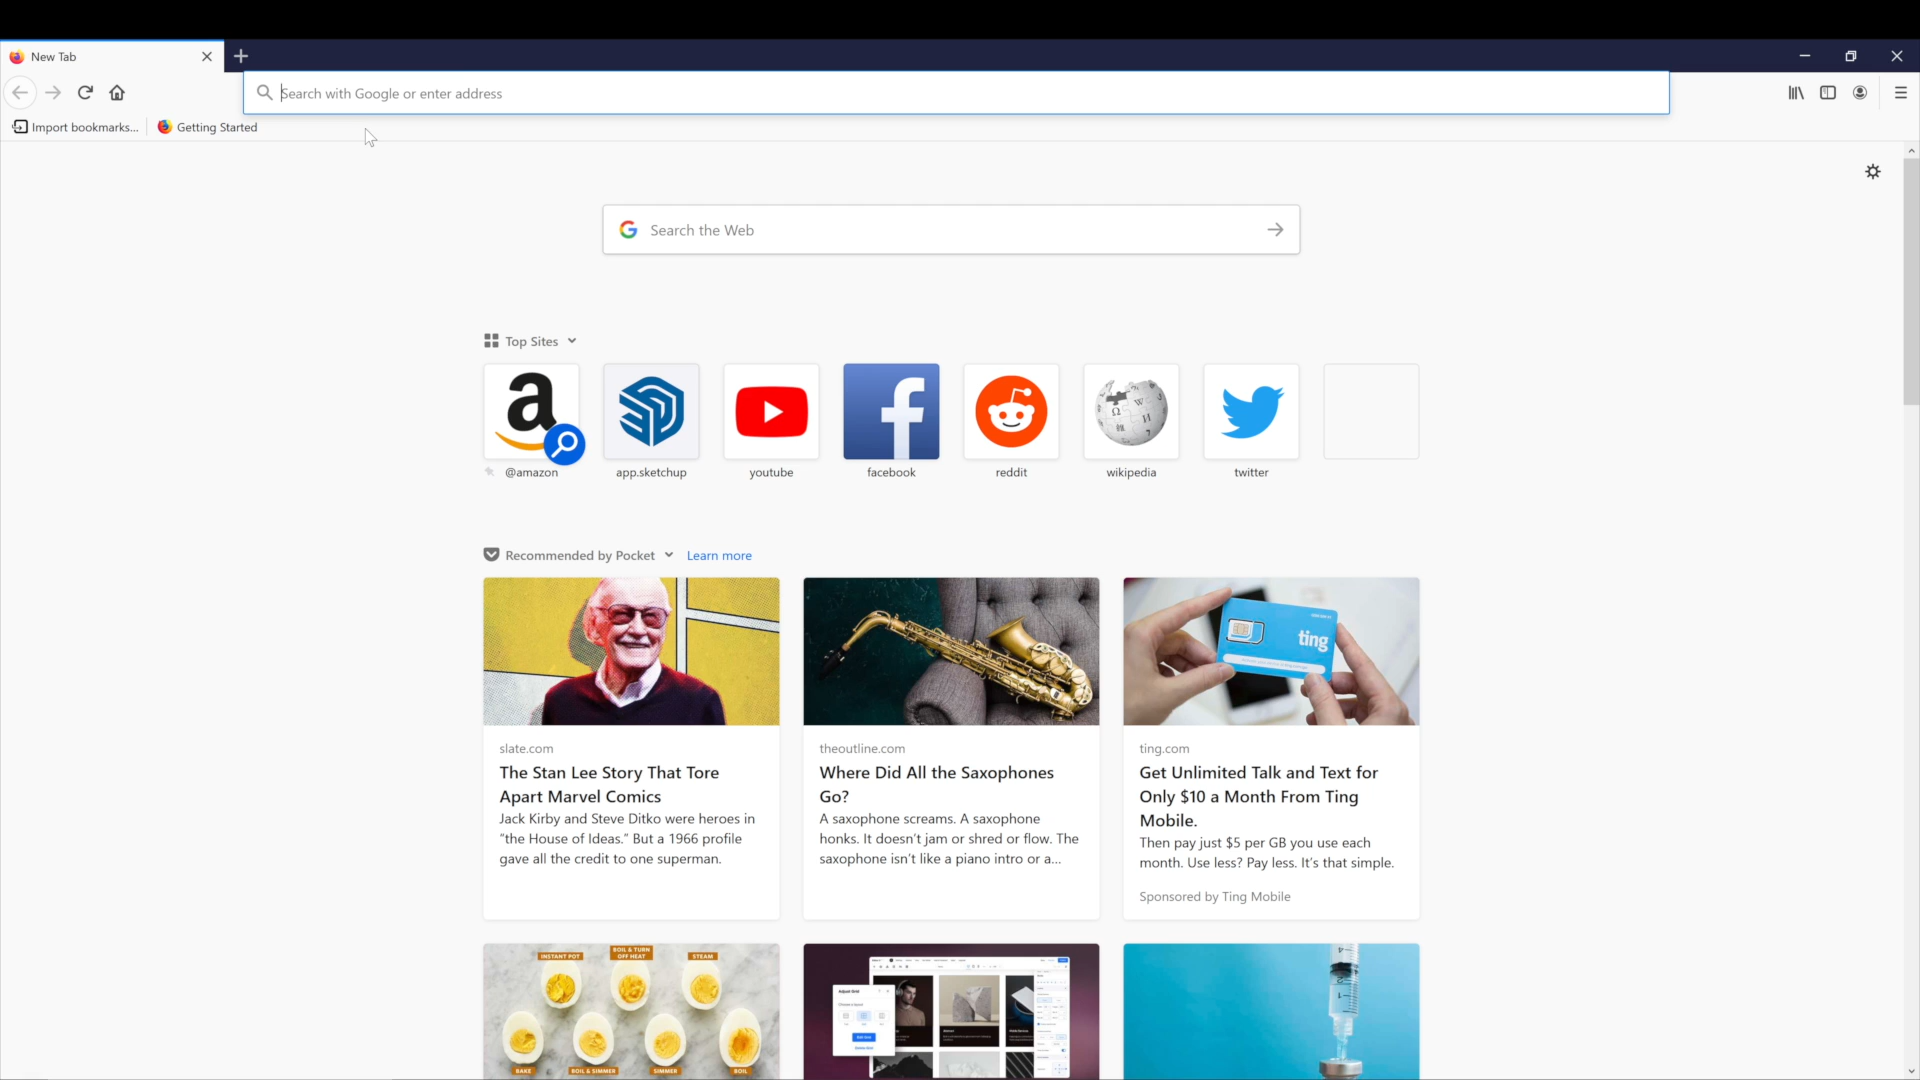 New Tab
Search with Google or enter address
Import bookmarks...
Getting Started
Search the Web
Top Sites
@amazon
app.sketchup
youtube
facebook
reddit
wikipedia
twitter
Recommended by Pocket
Learn more
ting
slate.com
The Stan Lee Story That Tore
Apart Marvel Comics
Jack Kirby and Steve Ditko were heroes in
“the House of Ideas.” But a 1966 profile
gave all the credit to one superman.
theoutline.com
Where Did All the Saxophones
Go?
A saxophone screams. A saxophone
honks. It doesn’t jam or shred or flow. The
saxophone isn’t like a piano intro or a...
ting.com
Get Unlimited Talk and Text for
Only $10 a Month From Ting
Mobile.
Then pay just $5 per GB you use each
month. Use less? Pay less. It’s that simple.
Sponsored by Ting Mobile
INSTANT POT
BOIL & TURN
OFF HEAT
STEAM
BAKE
BOIL & SIMMER
SIMMER
BOIL
Adjust Grid